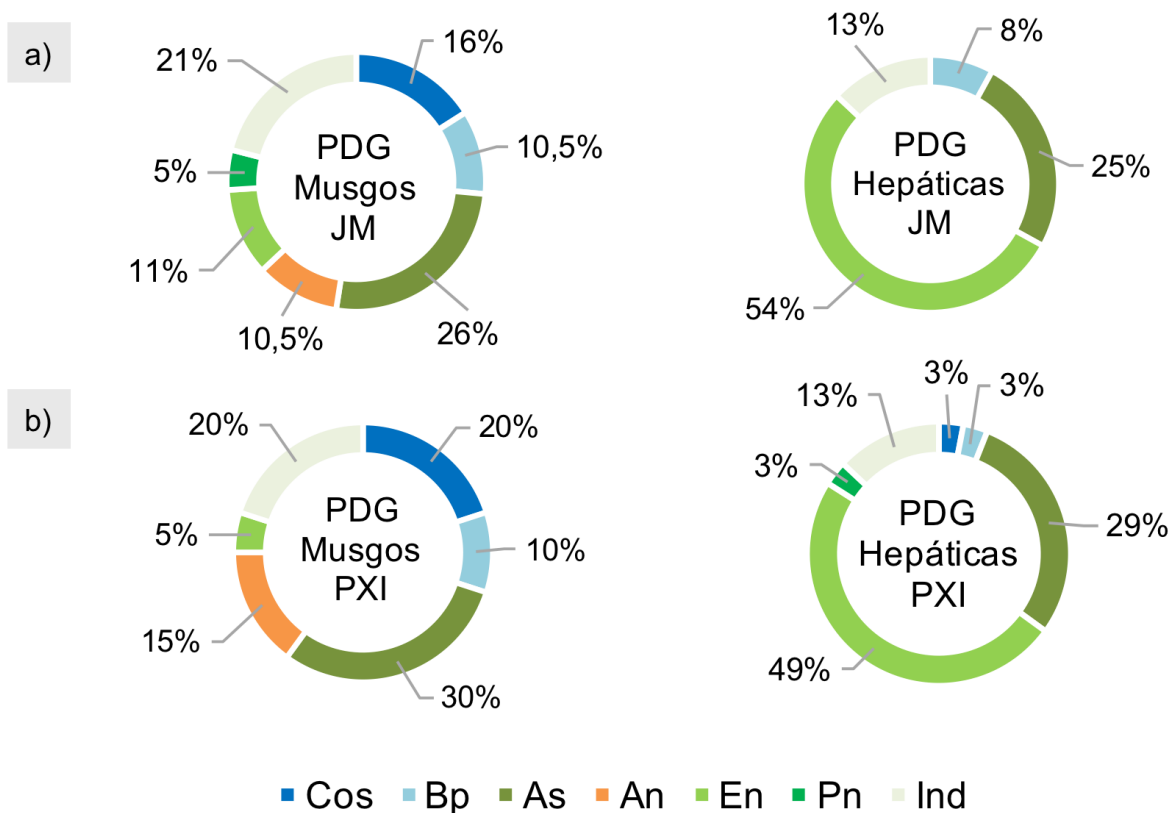 a)
16%
10,5%
26%
10,5%
11%
5%
21%
PDG
Musgos
JM
8%
25%
54%
13%
PDG
Hepáticas
JM
b)
20%
10%
30%
15%
5%
20%
PDG
Musgos
PXI
3%
3%
29%
49%
3%
13%
PDG
Hepáticas
PXI
Cos Bp As An En Pn Ind